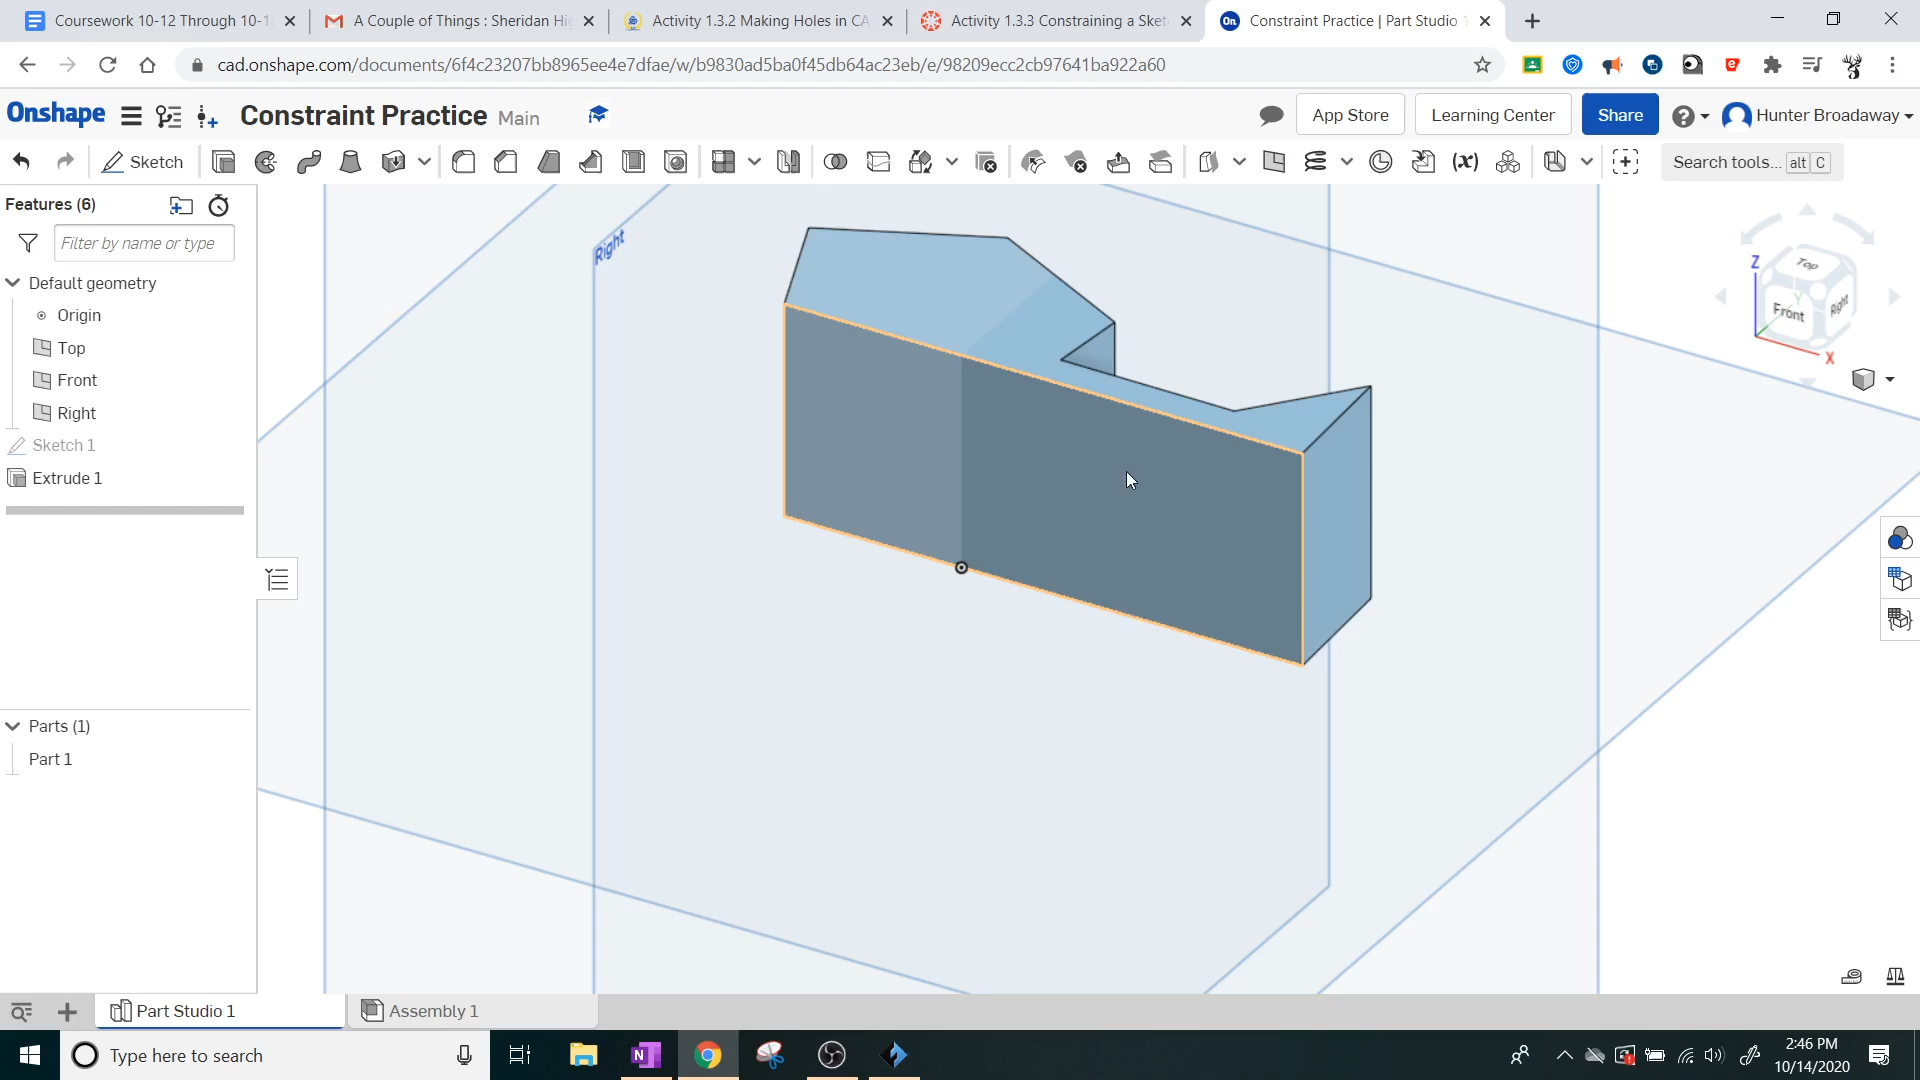 Coursework 10-12 Through 10-1
A Couple of Things : Sheridan Hig
Activity 1.3.2 Making Holes in CA
Activity 1.3.3 Constraining a Sket
On Constraint Practice | Part Studio 1
cad.onshape.com/documents/6f4c23207bb8965ee4e7dfae/w/b9830ad5ba0f45db64ac23eb/e/98209ecc2cb97641ba922a60
Onshape
Constraint Practice Main
App Store
Learning Center
Share
Hunter Broadaway
Sketch
(x)
Search tools... alt C
Features (6)
Filter by name or type
Default geometry
Origin
Top
Front
Right
Sketch 1
Extrude 1
Right
Z
Top
Y
Front
Right
X
Parts (1)
Part 1
Part Studio 1
Assembly 1
Type here to search
N
2:46 PM
10/14/2020